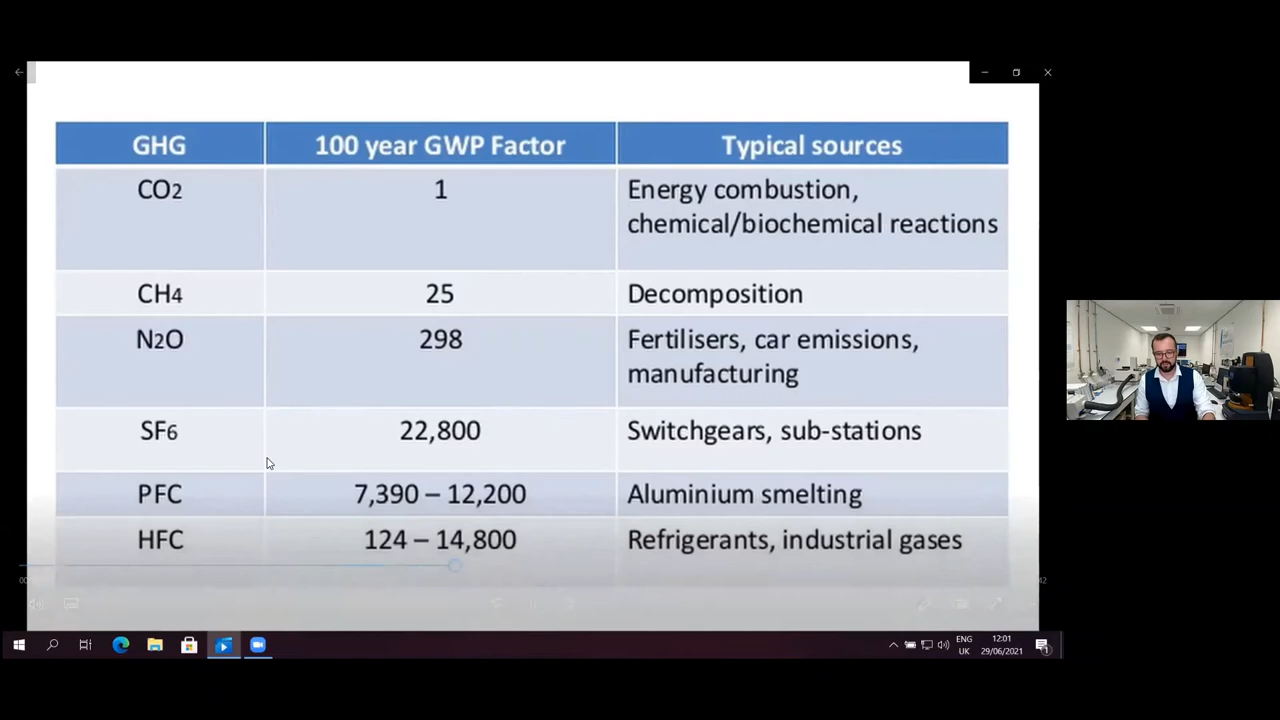 GHG 100 year GWP Factor Typical sources
CO2 1 Energy combustion,
chemical/biochemical reactions
CH4 25 Decomposition
N2O 298 Fertilisers, car emissions,
manufacturing
SF6 22,800 Switchgears, sub-stations
PFC 7,390 – 12,200 Aluminium smelting
HFC 124 – 14,800 Refrigerants, industrial gases
42
ENG 12:01
UK 29/06/2021